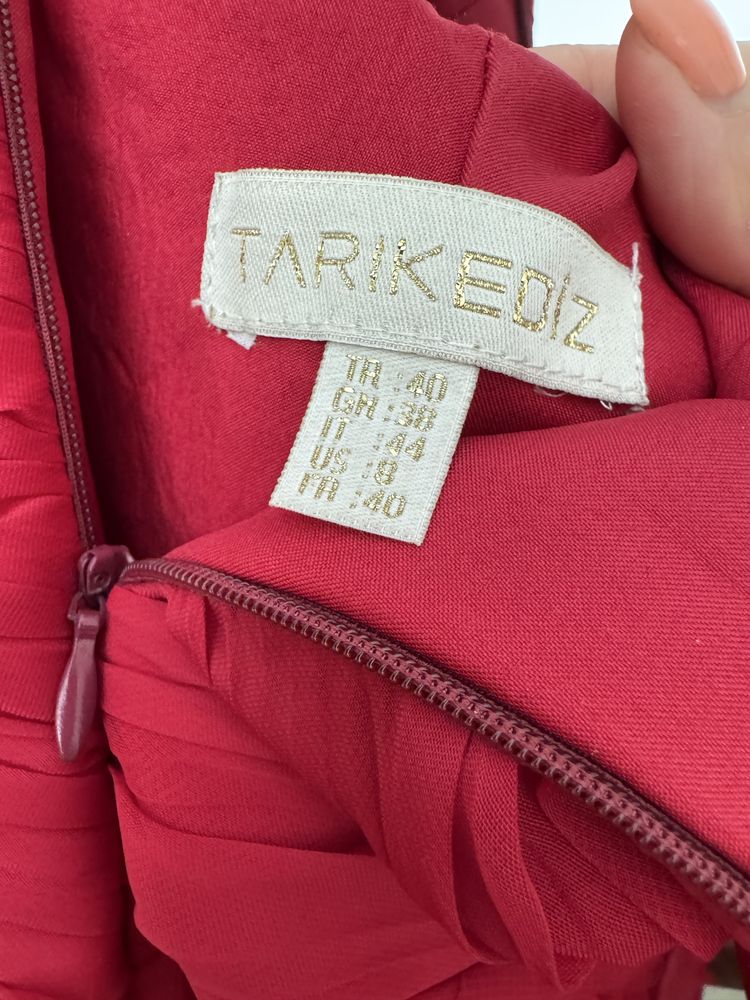 TARIK EDİZ
TR :40
GR :38
IT :44
US :8
FR :40